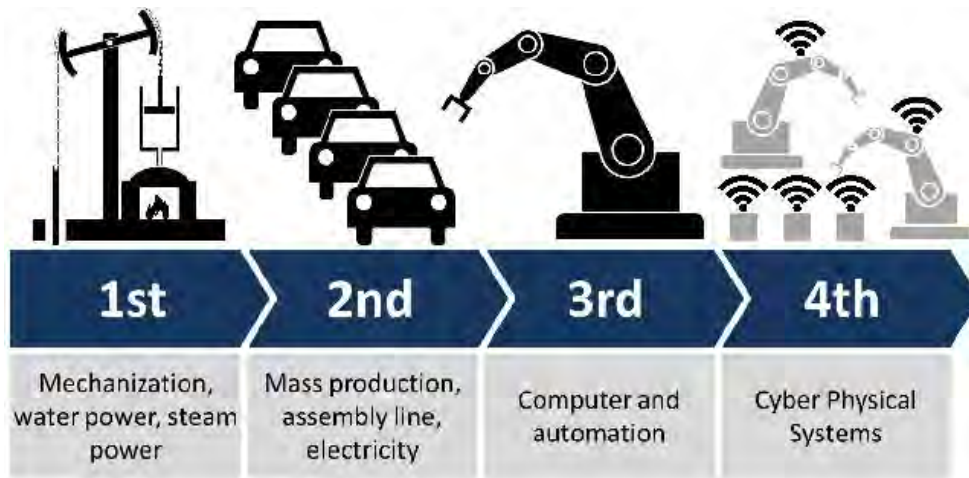 1st
2nd
3rd
4th
Mechanization,
water power, steam
power
Mass production,
assembly line,
electricity
Computer and
automation
Cyber Physical
Systems